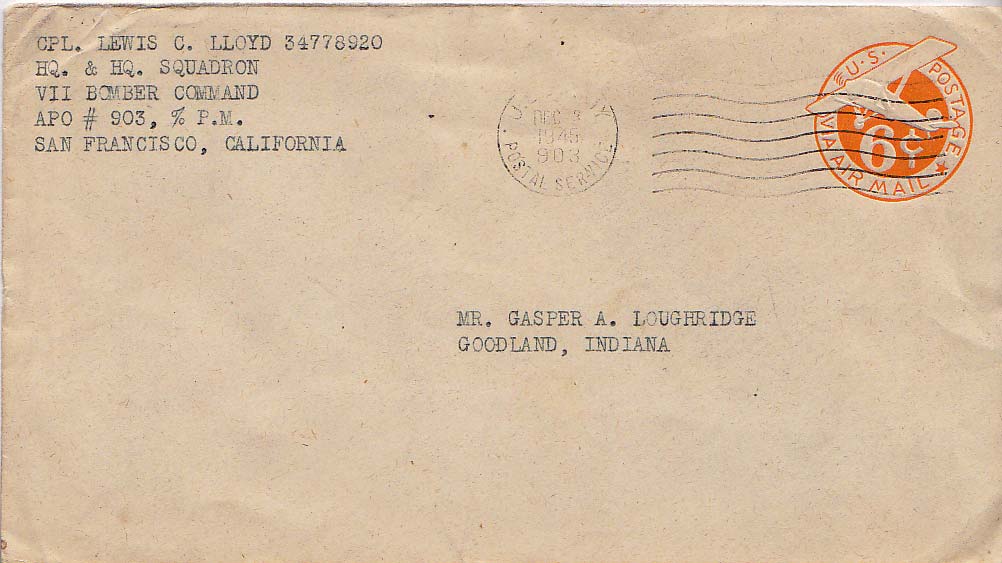 CPL. LEWIS C. LLOYD 34778920
HQ. & HQ. SQUADRON
VII BOMBER COMMAND
APO # 903, % P.M.
SAN FRANCISCO, CALIFORNIA
DEC 3
1945
903
POSTAL SERVICE
U.S. POSTAGE
6¢
VIA AIR MAIL
MR. GASPER A. LOUGHRIDGE
GOODLAND, INDIANA